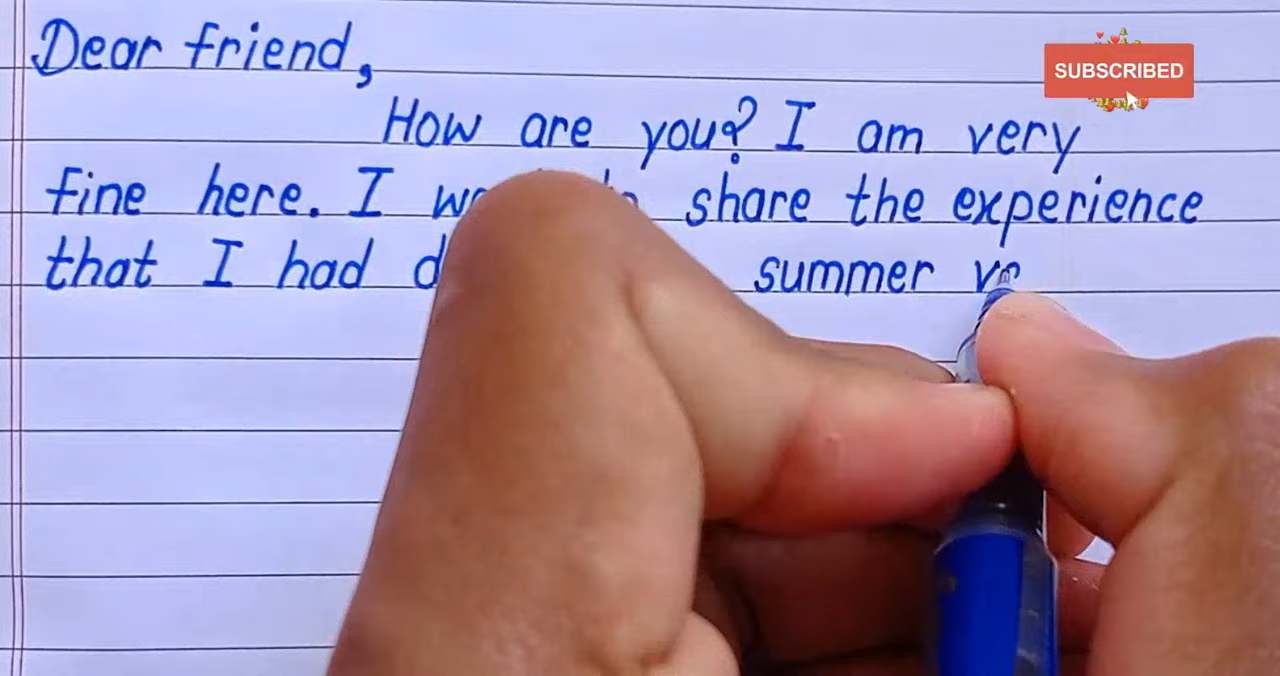 Dear friend,
SUBSCRIBED
How are you? I am very
fine here. I share the experience
that I had summer